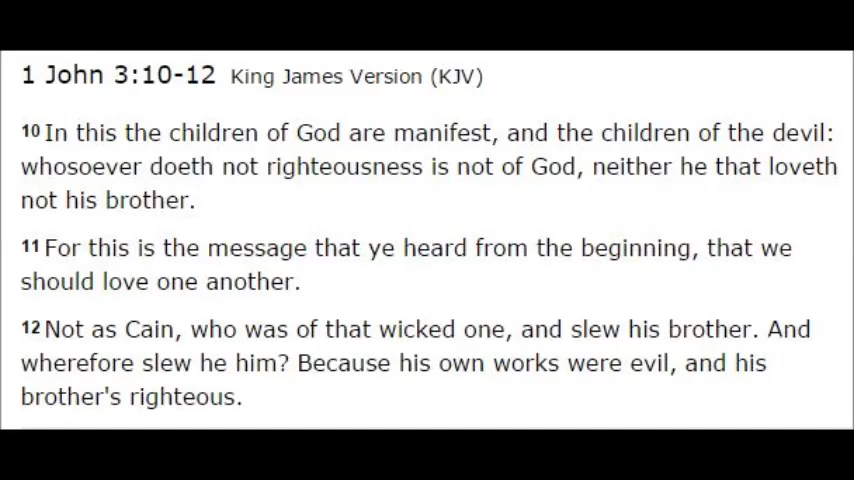 1 John 3:10-12 King James Version (KJV)
10 In this the children of God are manifest, and the children of the devil:
whosoever doeth not righteousness is not of God, neither he that loveth
not his brother.
11 For this is the message that ye heard from the beginning, that we
should love one another.
12 Not as Cain, who was of that wicked one, and slew his brother. And
wherefore slew he him? Because his own works were evil, and his
brother's righteous.